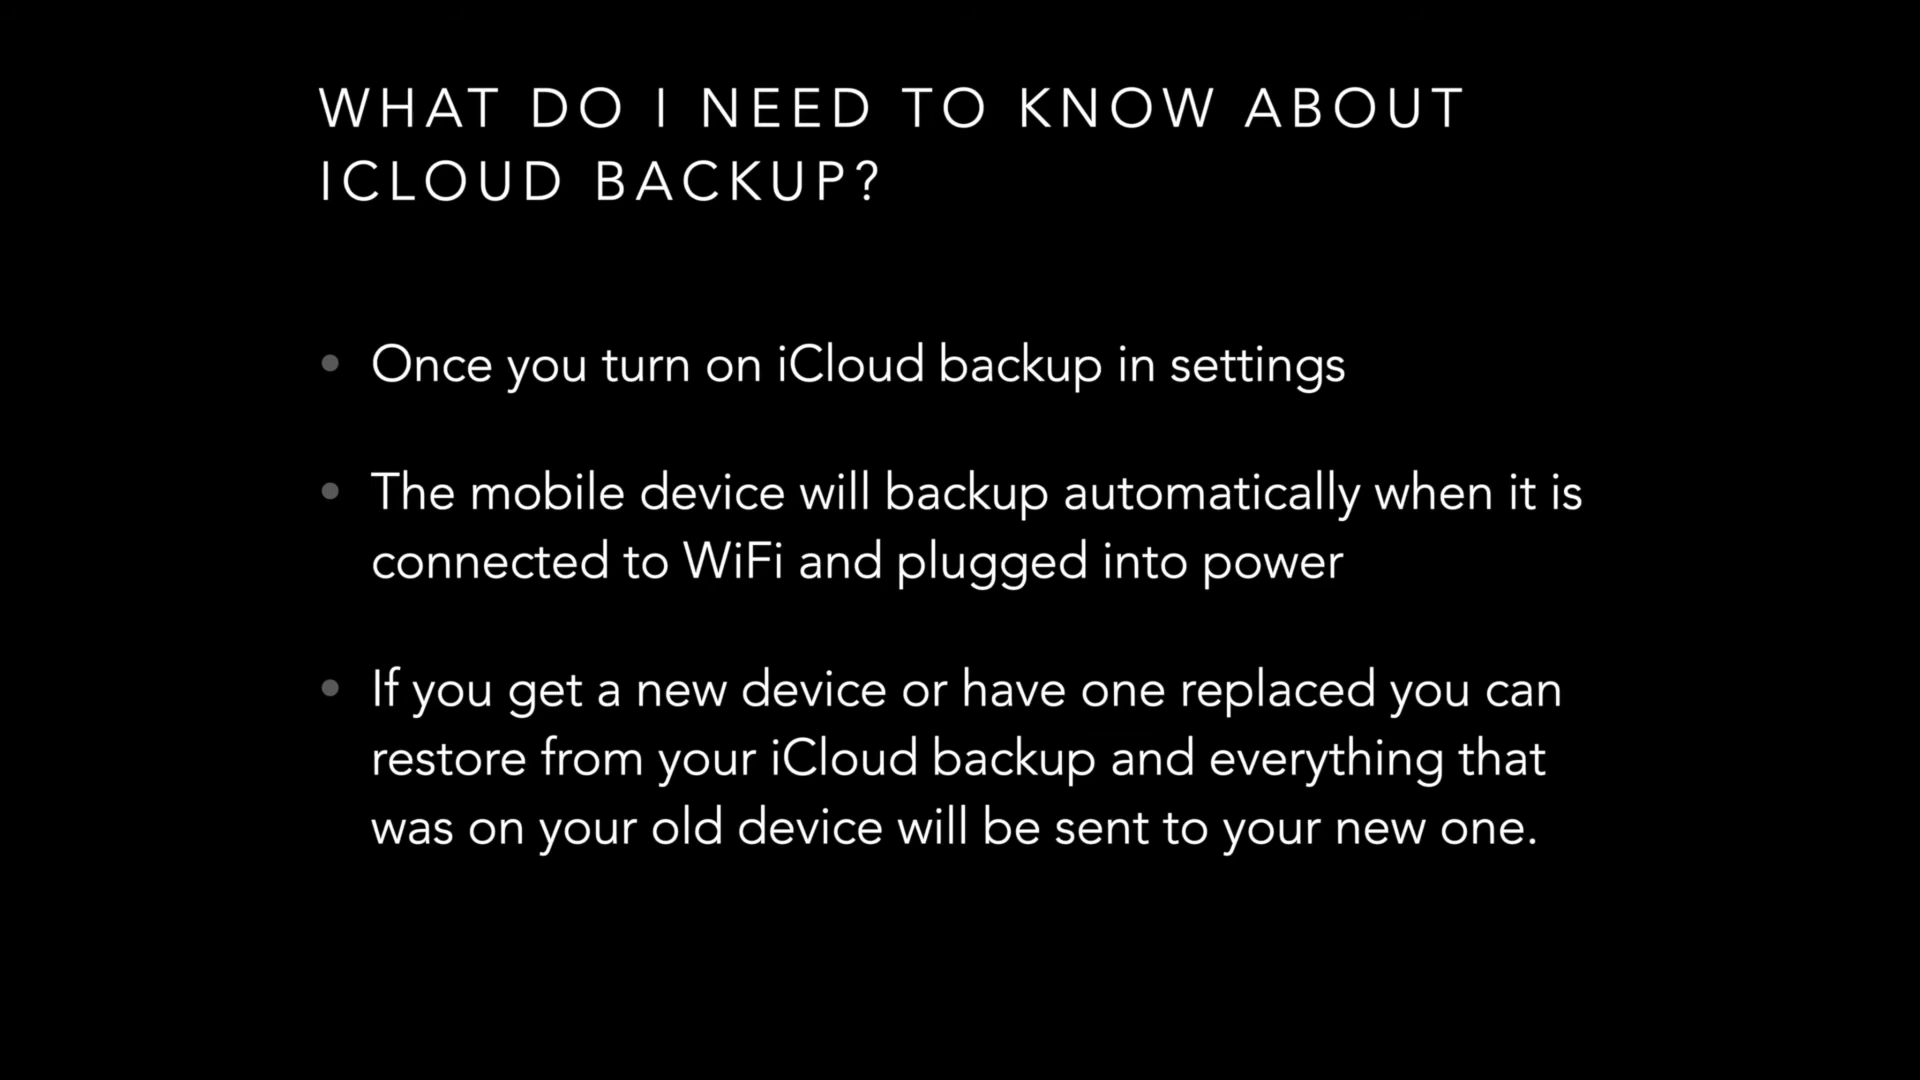 WHAT DO I NEED TO KNOW ABOUT
ICLOUD BACKUP?
• Once you turn on iCloud backup in settings
• The mobile device will backup automatically when it is
connected to WiFi and plugged into power
• If you get a new device or have one replaced you can
restore from your iCloud backup and everything that
was on your old device will be sent to your new one.